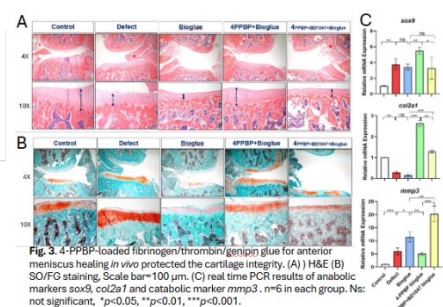 A
Control
Defect
Bioglue
4PPBP+Bioglue
4X
10X
B
Control
Defect
Bioglue
4PPBP+Bioglue
4X
10X
C
sox9
Relative mRNA Expression
col2a1
Relative mRNA Expression
mmp3
Relative mRNA Expression
Control
Defect
Bioglue
4PPBP+Bioglue
Fig. 3. 4-PPBP-loaded fibrinogen/thrombin/genipin glue for anterior
meniscus healing in vivo protected the cartilage integrity. (A) ) H&E (B)
SO/FG staining, Scale bar=100 μm. (C) real time PCR results of anabolic
markers sox9, col2a1 and catabolic marker mmp3 . n=6 in each group. Ns:
not significant, *p<0.05, **p<0.01, ***p<0.001.